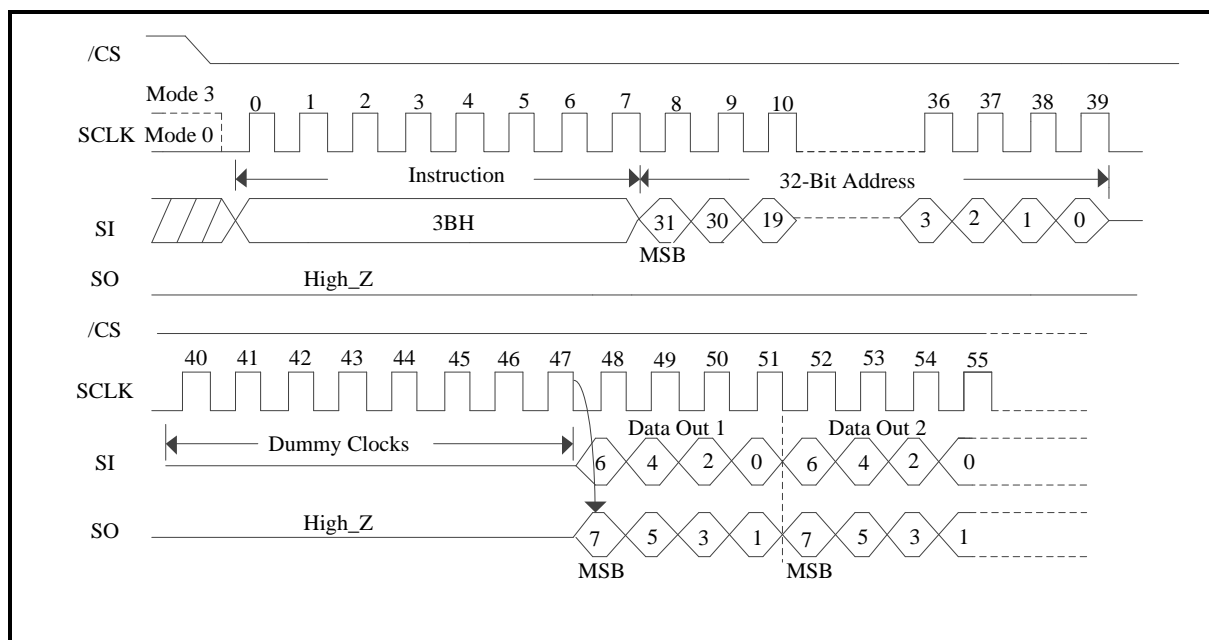 /CS
Mode 3
0 1 2 3 4 5 6 7 8 9 10 36 37 38 39
SCLK Mode 0
Instruction 32-Bit Address
SI 3BH 31 30 19 3 2 1 0
MSB
SO High_Z
/CS
40 41 42 43 44 45 46 47 48 49 50 51 52 53 54 55
SCLK
Dummy Clocks Data Out 1 Data Out 2
SI 6 4 2 0 6 4 2 0
SO High_Z 7 5 3 1 7 5 3 1
MSB MSB